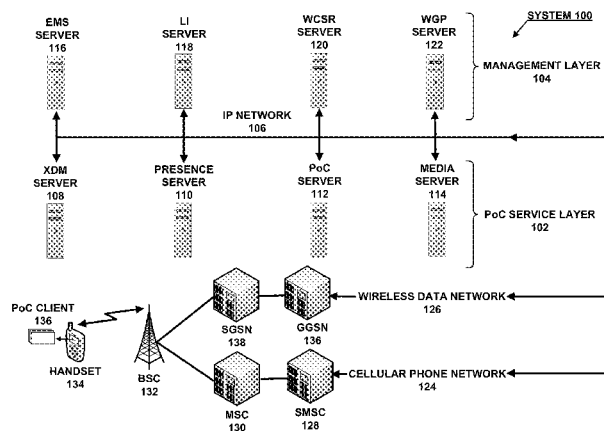 SYSTEM 100
EMS
SERVER
116
LI
SERVER
118
WCSR
SERVER
120
WGP
SERVER
122
MANAGEMENT LAYER
104
IP NETWORK
106
XDM
SERVER
108
PRESENCE
SERVER
110
PoC
SERVER
112
MEDIA
SERVER
114
PoC SERVICE LAYER
102
PoC CLIENT
136
HANDSET
134
BSC
132
SGSN
138
GGSN
136
WIRELESS DATA NETWORK
126
MSC
130
SMSC
128
CELLULAR PHONE NETWORK
124